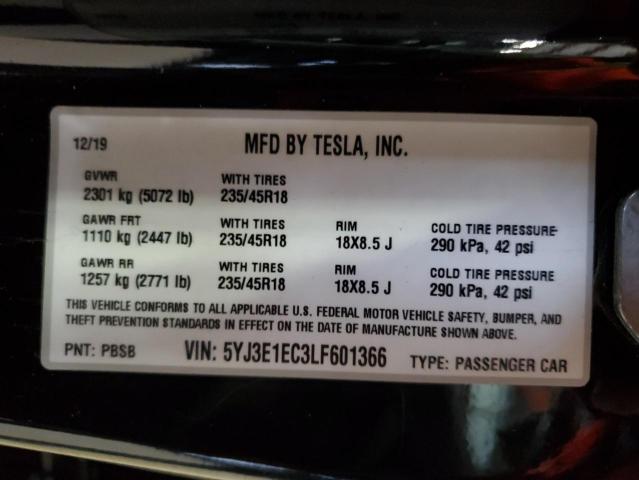 12/19 MFD BY TESLA, INC.
GVWR WITH TIRES
2301 kg (5072 lb) 235/45R18
GAWR FRT WITH TIRES RIM COLD TIRE PRESSURE
1110 kg (2447 lb) 235/45R18 18X8.5 J 290 kPa, 42 psi
GAWR RR WITH TIRES RIM COLD TIRE PRESSURE
1257 kg (2771 lb) 235/45R18 18X8.5 J 290 kPa, 42 psi
THIS VEHICLE CONFORMS TO ALL APPLICABLE U.S. FEDERAL MOTOR VEHICLE SAFETY, BUMPER, AND
THEFT PREVENTION STANDARDS IN EFFECT ON THE DATE OF MANUFACTURE SHOWN ABOVE.
PNT: PBSB VIN: 5YJ3E1EC3LF601366 TYPE: PASSENGER CAR